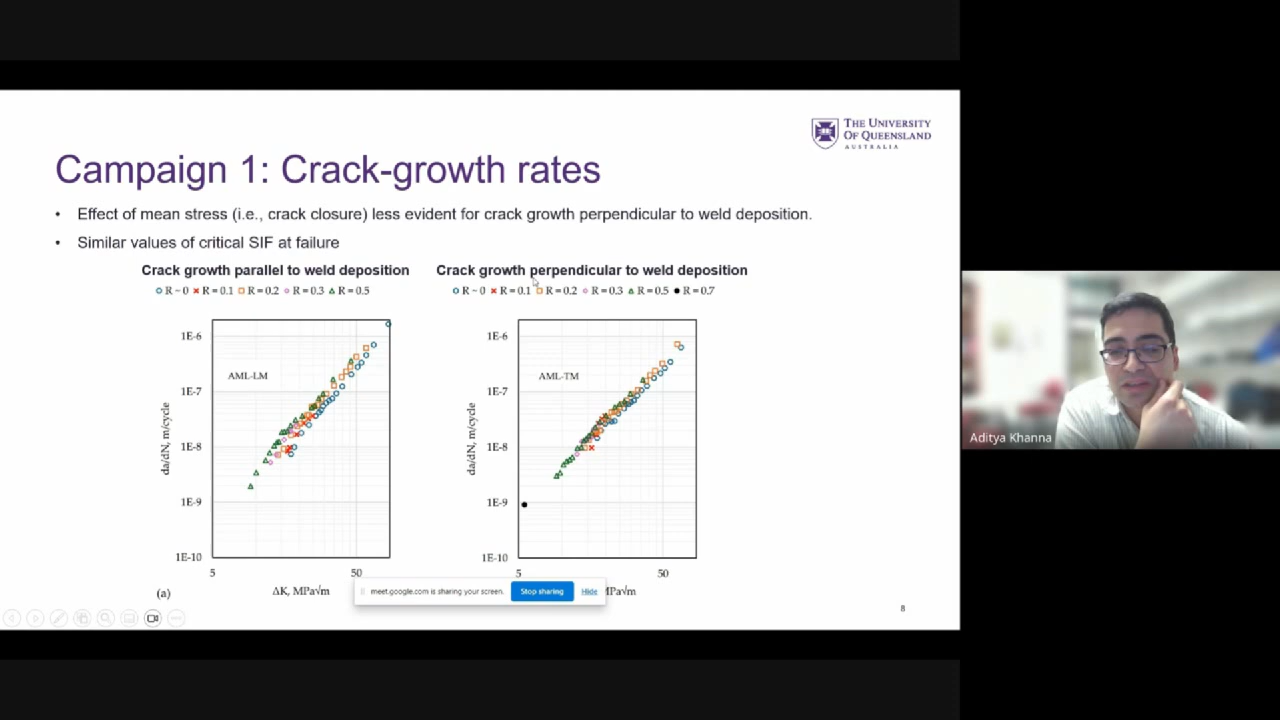 THE UNIVERSITY
OF QUEENSLAND
AUSTRALIA
Campaign 1: Crack-growth rates
• Effect of mean stress (i.e., crack closure) less evident for crack growth perpendicular to weld deposition.
• Similar values of critical SIF at failure
Crack growth parallel to weld deposition
R ~ 0 R = 0.1 R = 0.2 R = 0.3 R = 0.5
1E-6
1E-7
1E-8
1E-9
1E-10
da/dN, m/cycle
AML-LM
5 50
ΔK, MPa√m
(a)
Crack growth perpendicular to weld deposition
R ~ 0 R = 0.1 R = 0.2 R = 0.3 R = 0.5 R = 0.7
1E-6
1E-7
1E-8
1E-9
1E-10
da/dN, m/cycle
AML-TM
5 50
MPa√m
meet.google.com is sharing your screen.
Stop sharing
Hide
8
Aditya Khanna